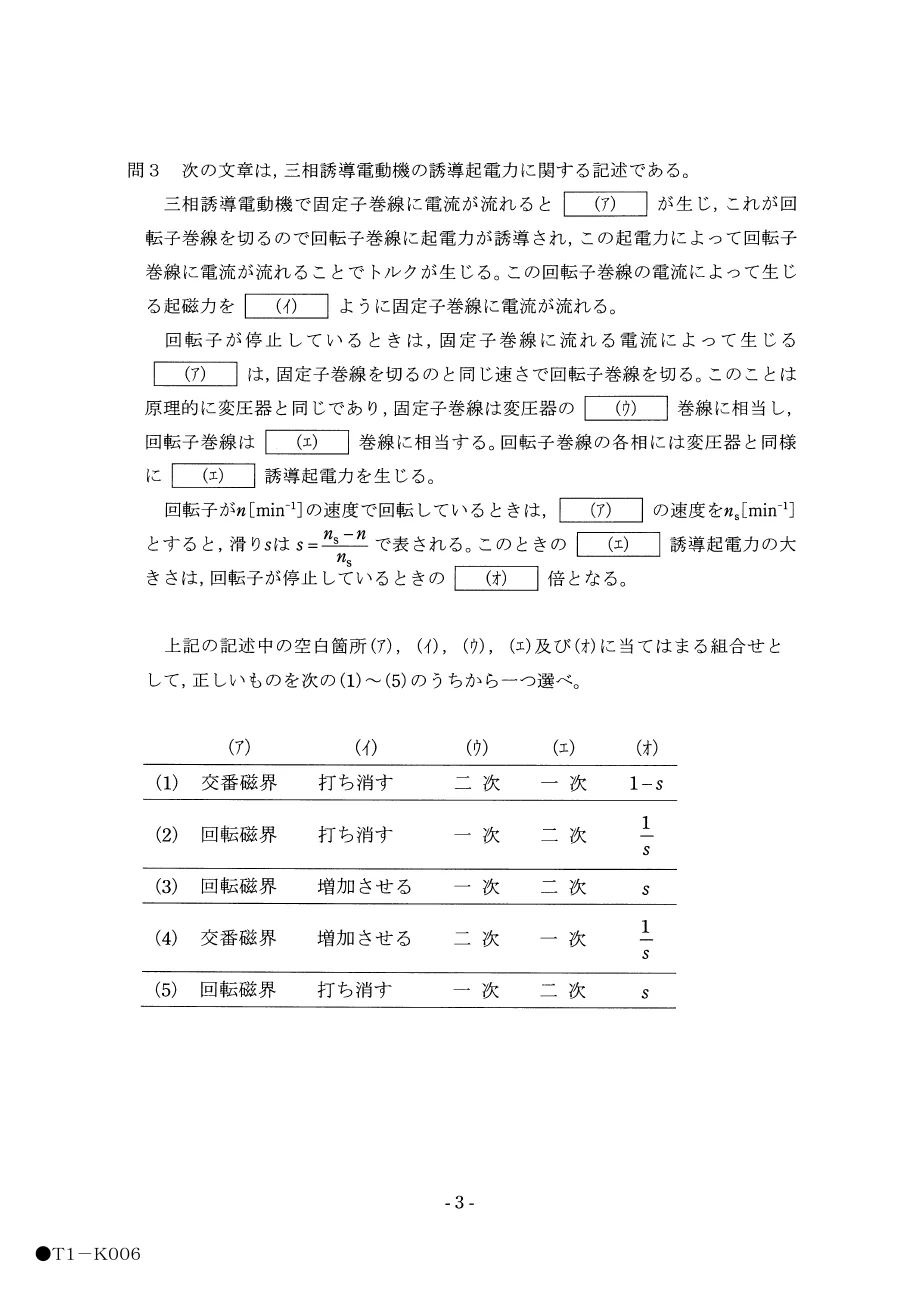 問3 次の文章は，三相誘導電動機の誘導起電力に関する記述である。
三相誘導電動機で固定子巻線に電流が流れると (ア) が生じ，これが回
転子巻線を切るので回転子巻線に起電力が誘導され，この起電力によって回転子
巻線に電流が流れることでトルクが生じる。この回転子巻線の電流によって生じ
る起磁力を (イ) ように固定子巻線に電流が流れる。
回転子が停止しているときは，固定子巻線に流れる電流によって生じる
(ア) は，固定子巻線を切るのと同じ速さで回転子巻線を切る。このことは
原理的に変圧器と同じであり，固定子巻線は変圧器の (ウ) 巻線に相当し，
回転子巻線は (エ) 巻線に相当する。回転子巻線の各相には変圧器と同様
に (エ) 誘導起電力を生じる。
回転子がn[min⁻¹]の速度で回転しているときは， (ア) の速度をnₛ[min⁻¹]
とすると，滑りsは s=(nₛ−n)/nₛ で表される。このときの (エ) 誘導起電力の大
きさは，回転子が停止しているときの (オ) 倍となる。
上記の記述中の空白箇所(ア)，(イ)，(ウ)，(エ)及び(オ)に当てはまる組合せと
して，正しいものを次の(1)～(5)のうちから一つ選べ。
(ア) (イ) (ウ) (エ) (オ)
(1) 交番磁界 打ち消す 二次 一次 1−s
(2) 回転磁界 打ち消す 一次 二次 1/s
(3) 回転磁界 増加させる 一次 二次 s
(4) 交番磁界 増加させる 二次 一次 1/s
(5) 回転磁界 打ち消す 一次 二次 s
- 3 -
●T1−K006